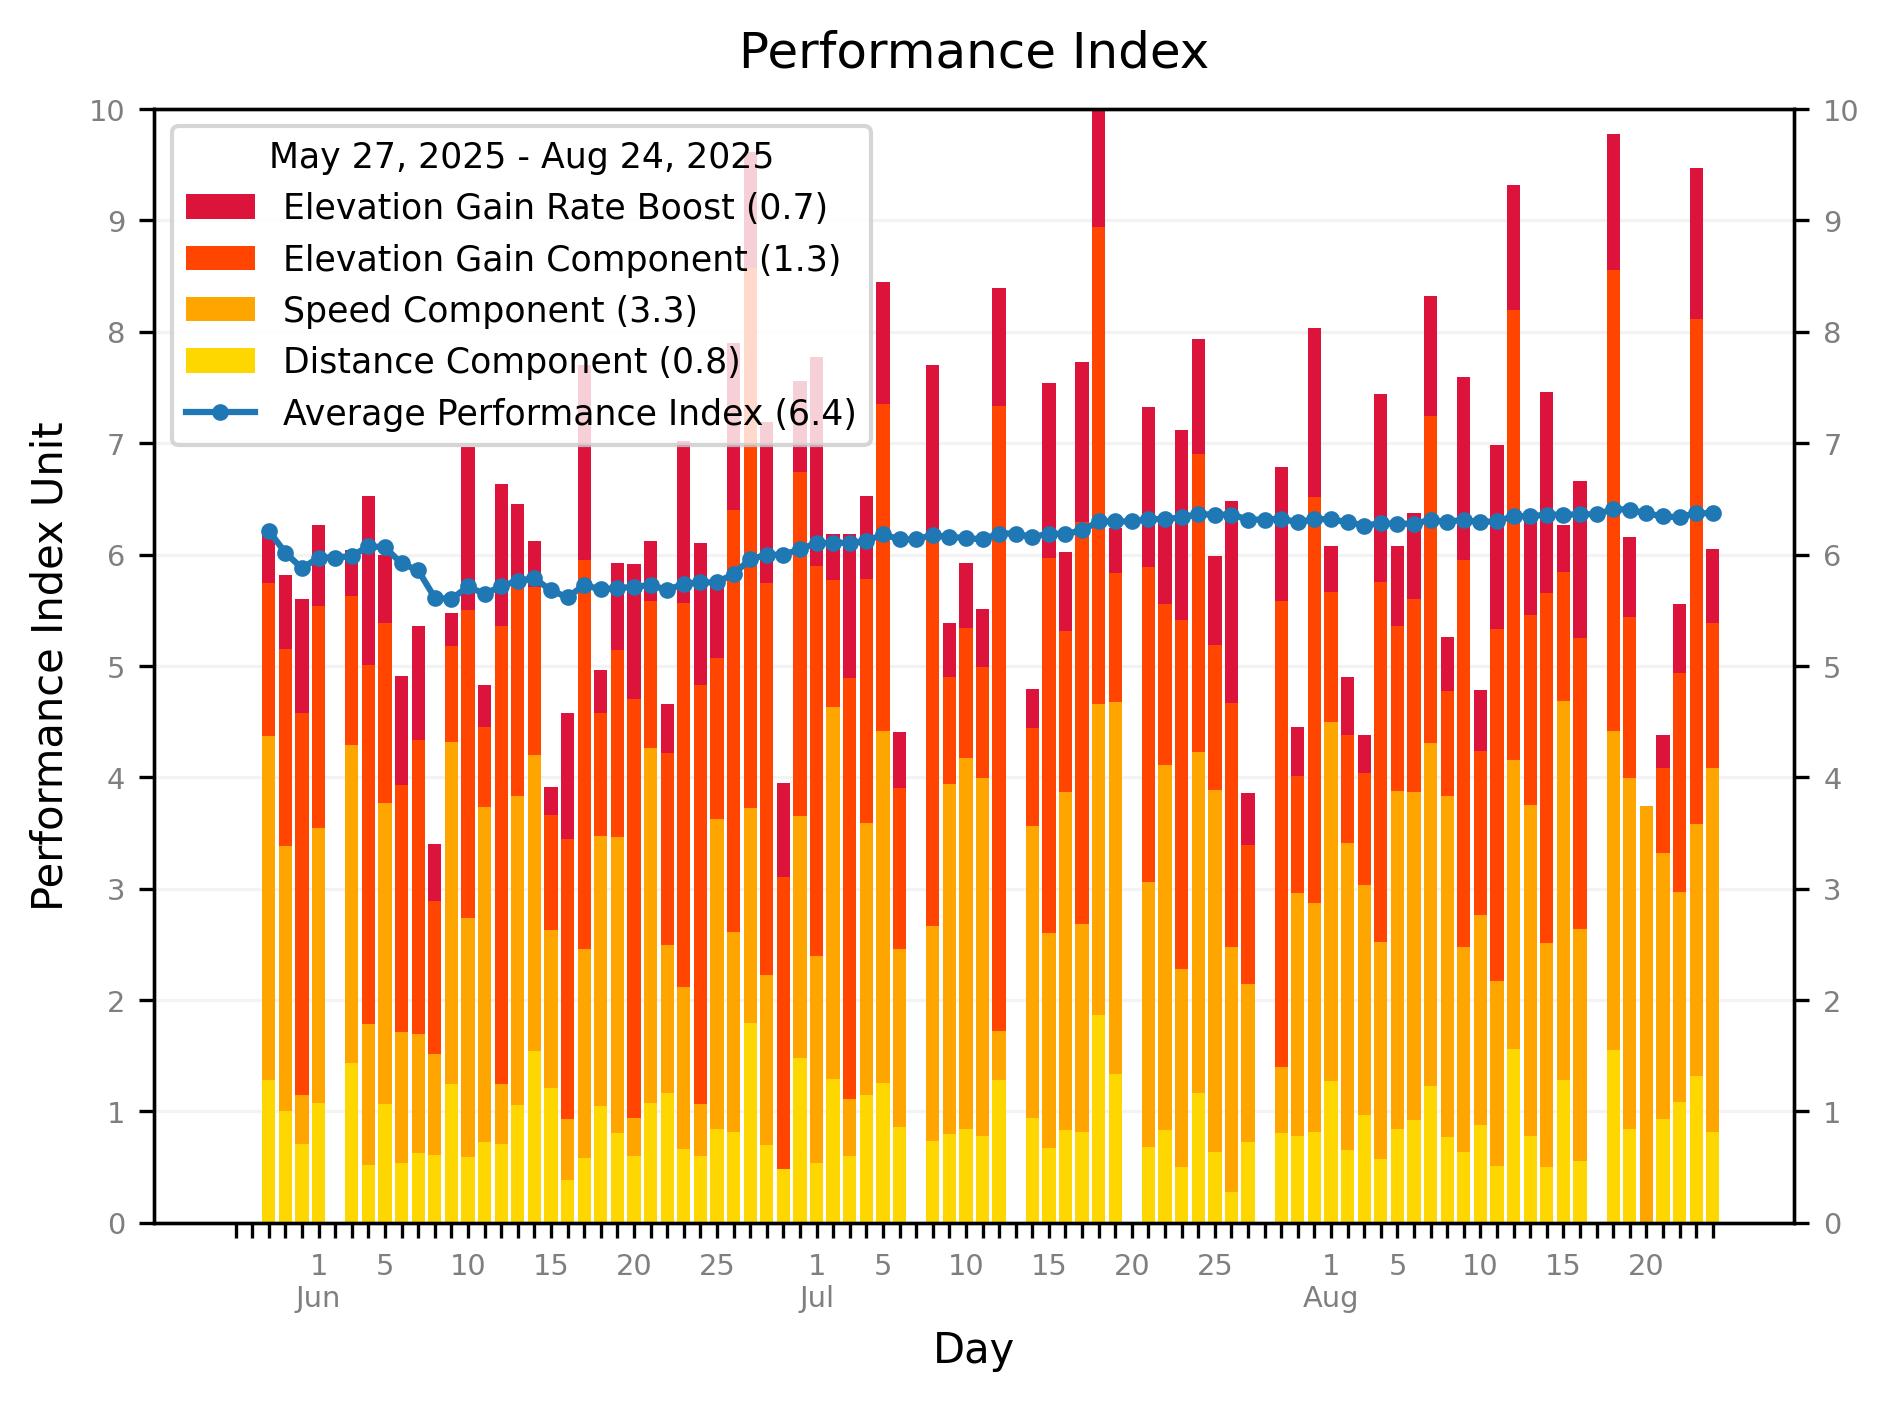 Performance Index
May 27, 2025 - Aug 24, 2025
Elevation Gain Rate Boost (0.7)
Elevation Gain Component (1.3)
Speed Component (3.3)
Distance Component (0.8)
Average Performance Index (6.4)
Performance Index Unit
10 10
9 9
8 8
7 7
6 6
5 5
4 4
3 3
2 2
1 1
0 0
1 5 10 15 20 25 1 5 10 15 20 25 1 5 10 15 20
Jun Jul Aug
Day